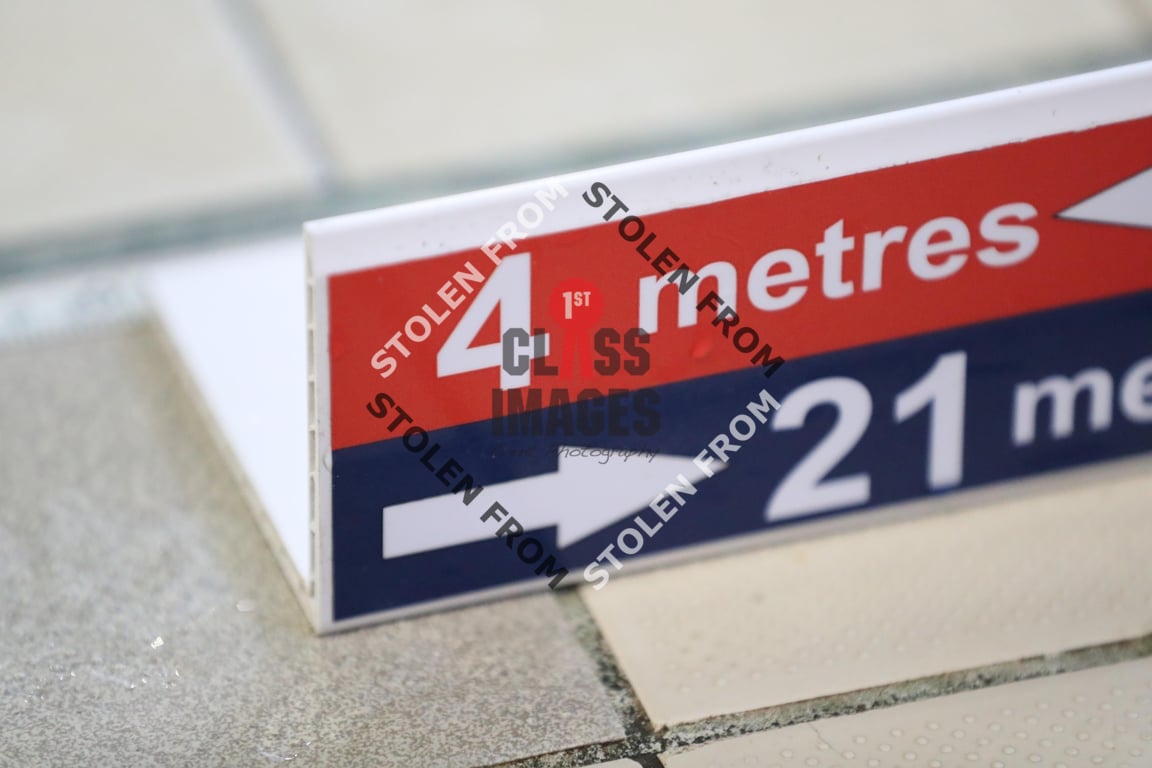 4 metres
21 me
STOLEN FROM
STOLEN FROM
1ST
CLASS
IMAGES
STOLEN FROM
STOLEN FROM